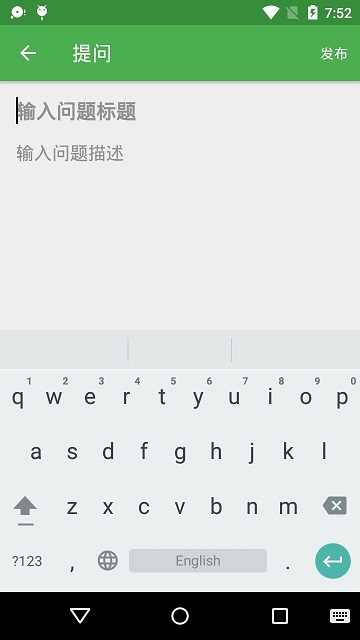 7:52
提问
发布
输入问题标题
输入问题描述
1 2 3 4 5 6 7 8 9 0
q w e r t y u i o p
a s d f g h j k l
z x c v b n m
?123 , English .